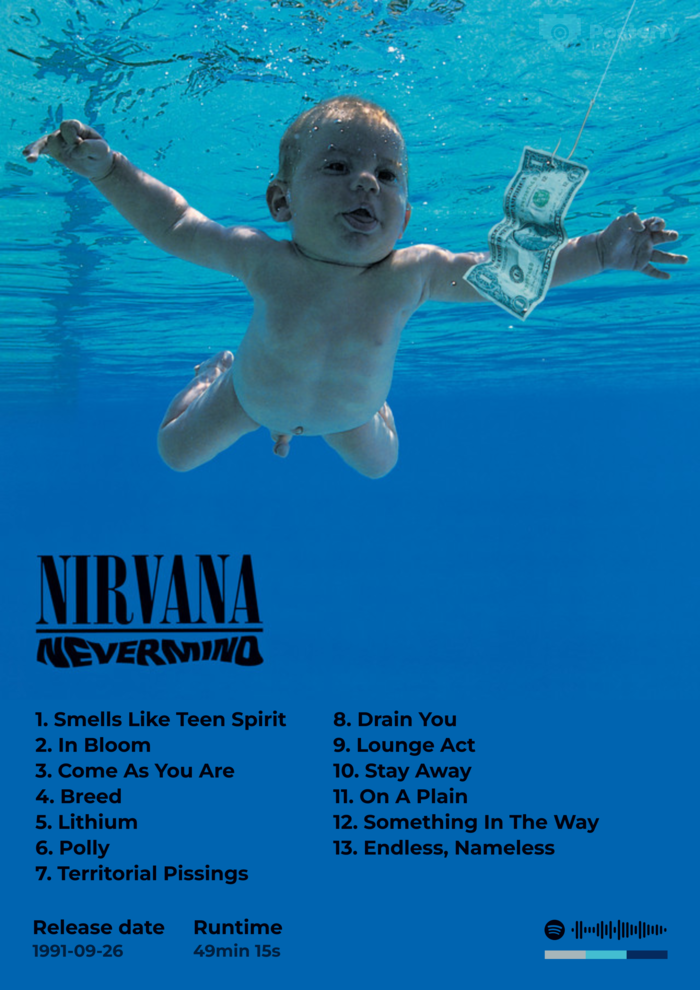 NIRVANA
NEVERMIND
1. Smells Like Teen Spirit
2. In Bloom
3. Come As You Are
4. Breed
5. Lithium
6. Polly
7. Territorial Pissings
8. Drain You
9. Lounge Act
10. Stay Away
11. On A Plain
12. Something In The Way
13. Endless, Nameless
Release date
1991-09-26
Runtime
49min 15s